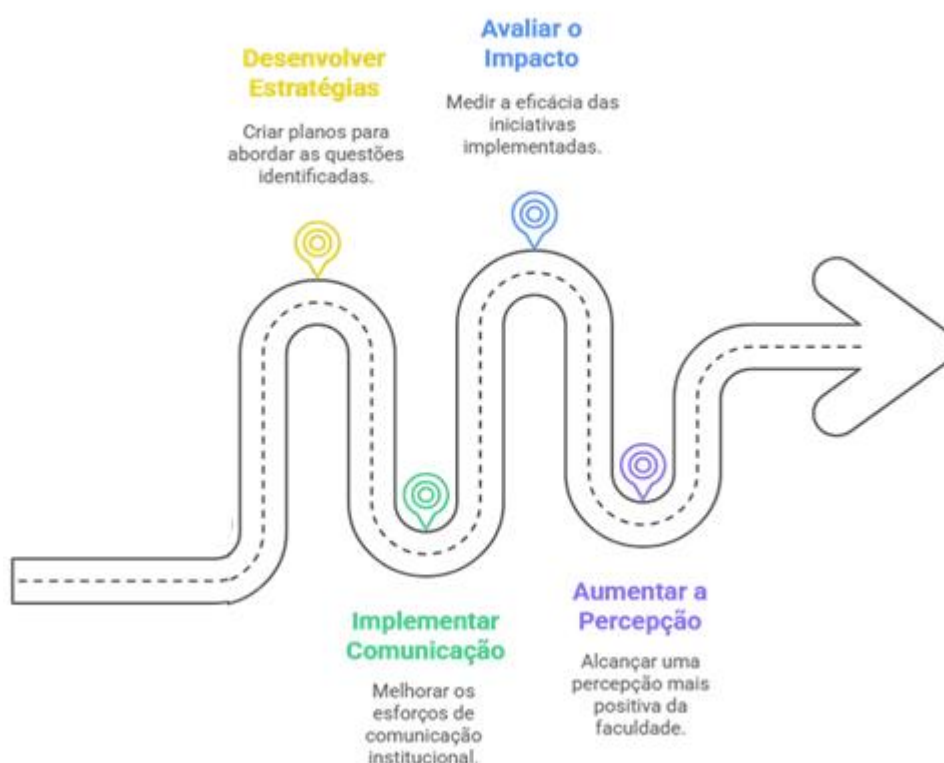 Desenvolver
Estratégias
Criar planos para
abordar as questões
identificadas.
Implementar
Comunicação
Melhorar os
esforços de
comunicação
institucional.
Avaliar o
Impacto
Medir a eficácia das
iniciativas
implementadas.
Aumentar a
Percepção
Alcançar uma
percepção mais
positiva da
faculdade.